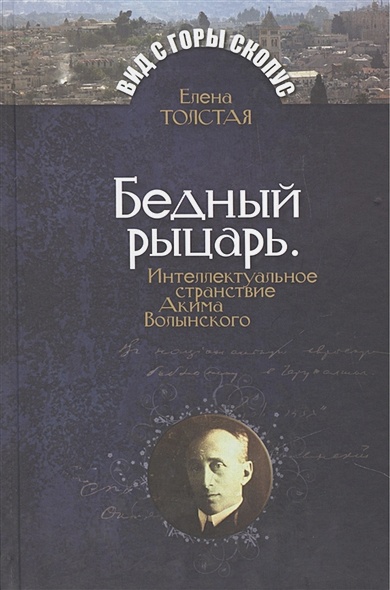 ВИД С ГОРЫ СКОПУС
Елена
ТОЛСТАЯ
Бедный
рыцарь.
Интеллектуальное
странствие
Акима
Волынского